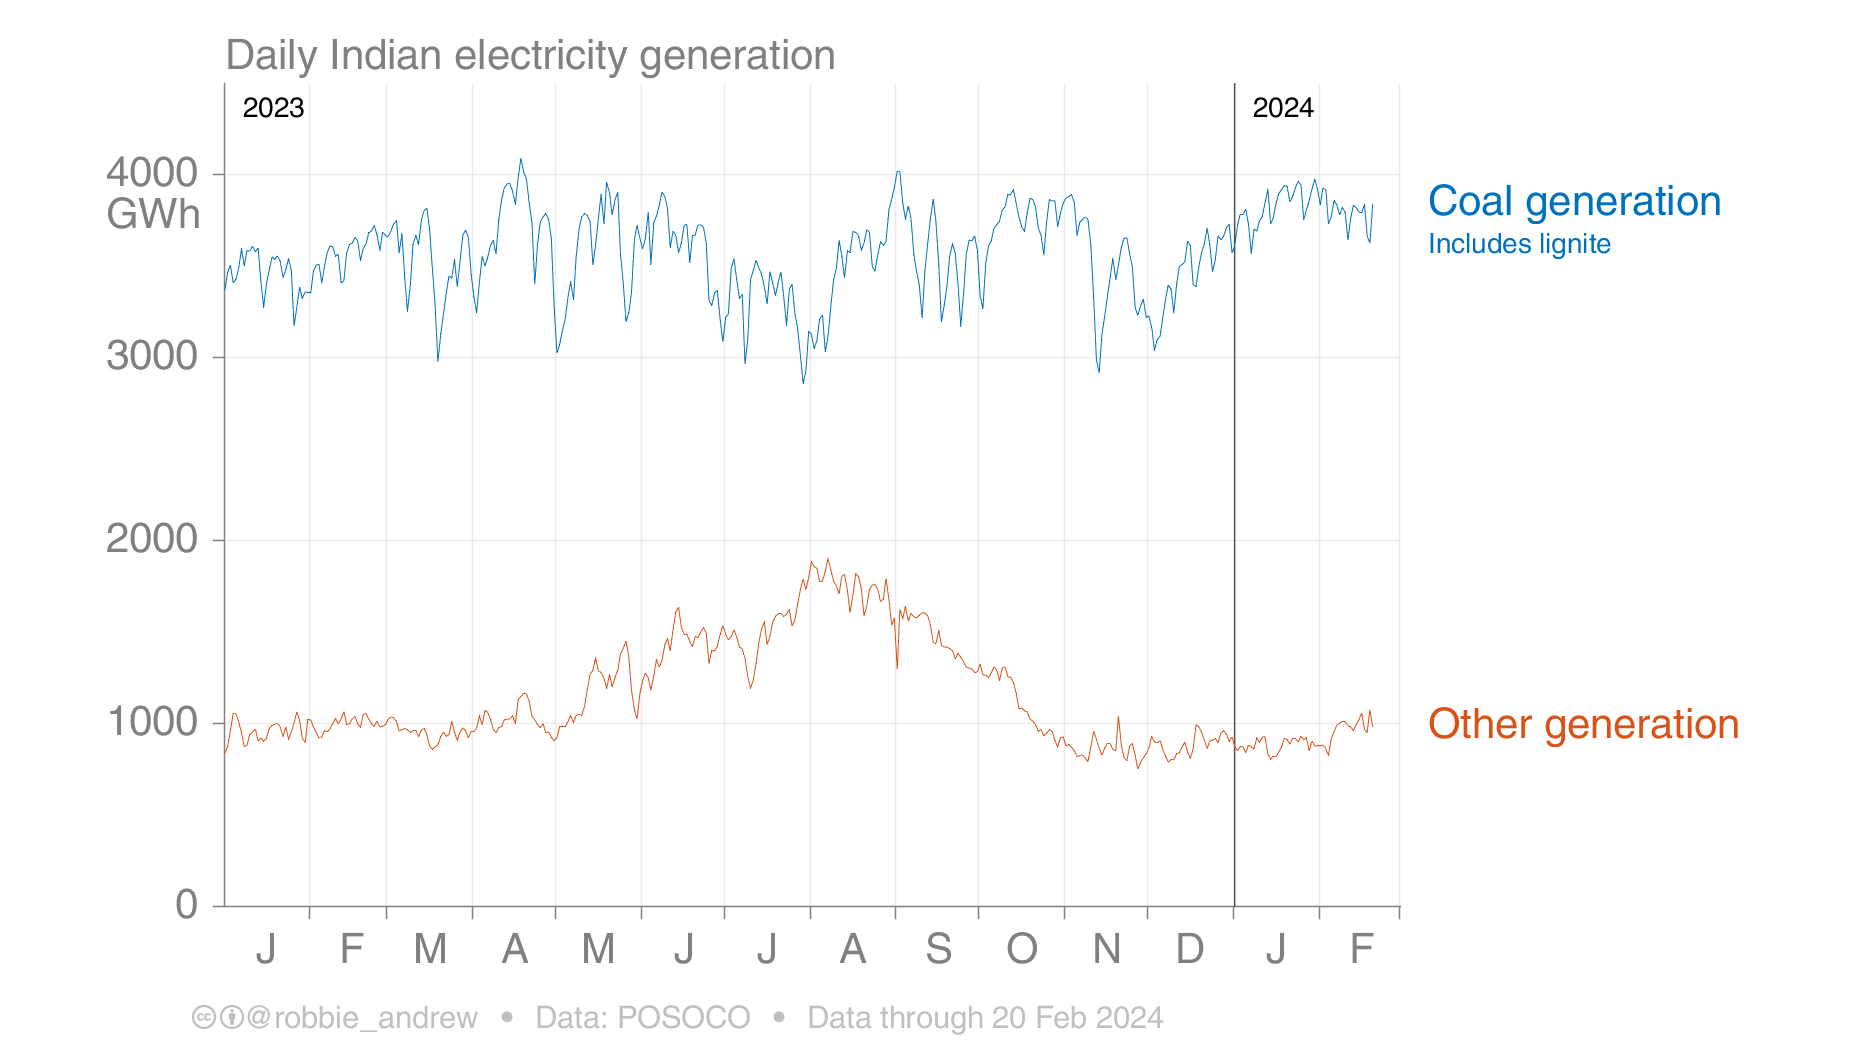 Daily Indian electricity generation
2023
2024
4000
GWh
3000
2000
1000
0
Coal generation
Includes lignite
Other generation
J F M A M J J A S O N D J F
@robbie_andrew • Data: POSOCO • Data through 20 Feb 2024